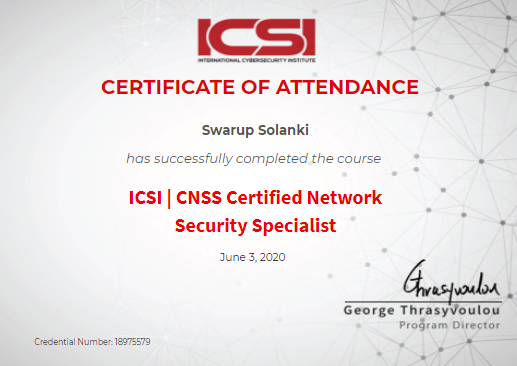 ICSI
INTERNATIONAL CYBERSECURITY INSTITUTE
CERTIFICATE OF ATTENDANCE
Swarup Solanki
has successfully completed the course
ICSI | CNSS Certified Network
Security Specialist
June 3, 2020
Thrasyvoulou
George Thrasyvoulou
Program Director
Credential Number: 18975579